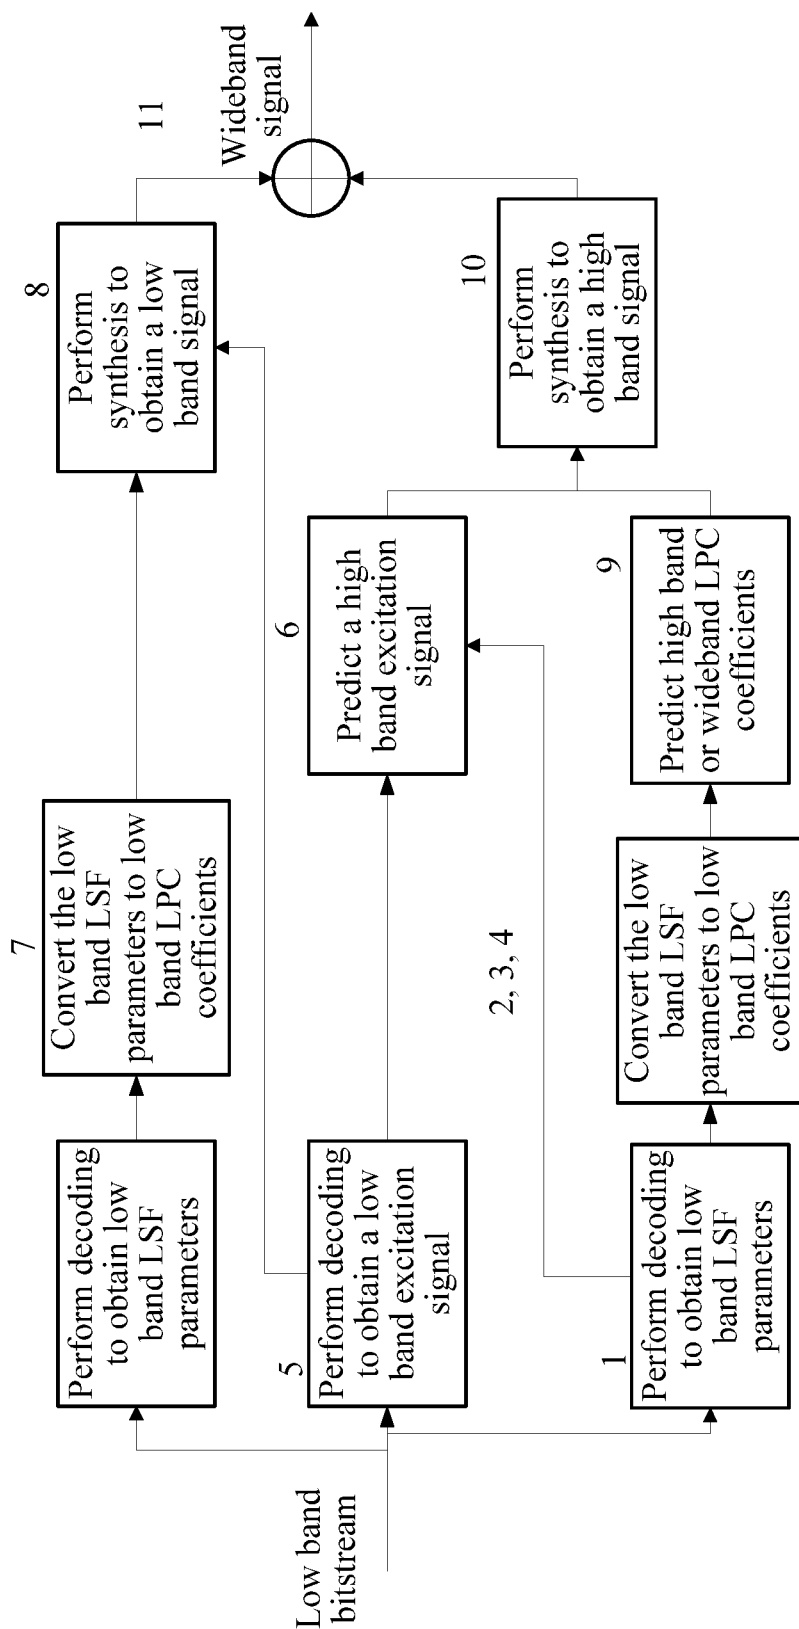 Low band
bitstream
Perform decoding
to obtain low
band LSF
parameters
7
Convert the low
band LSF
parameters to low
band LPC
coefficients
8
Perform
synthesis to
obtain a low
band signal
11
Wideband
signal
5
Perform decoding
to obtain a low
band excitation
signal
6
Predict a high
band excitation
signal
2, 3, 4
10
Perform
synthesis to
obtain a high
band signal
1
Perform decoding
to obtain low
band LSF
parameters
Convert the low
band LSF
parameters to low
band LPC
coefficients
9
Predict high band
or wideband LPC
coefficients